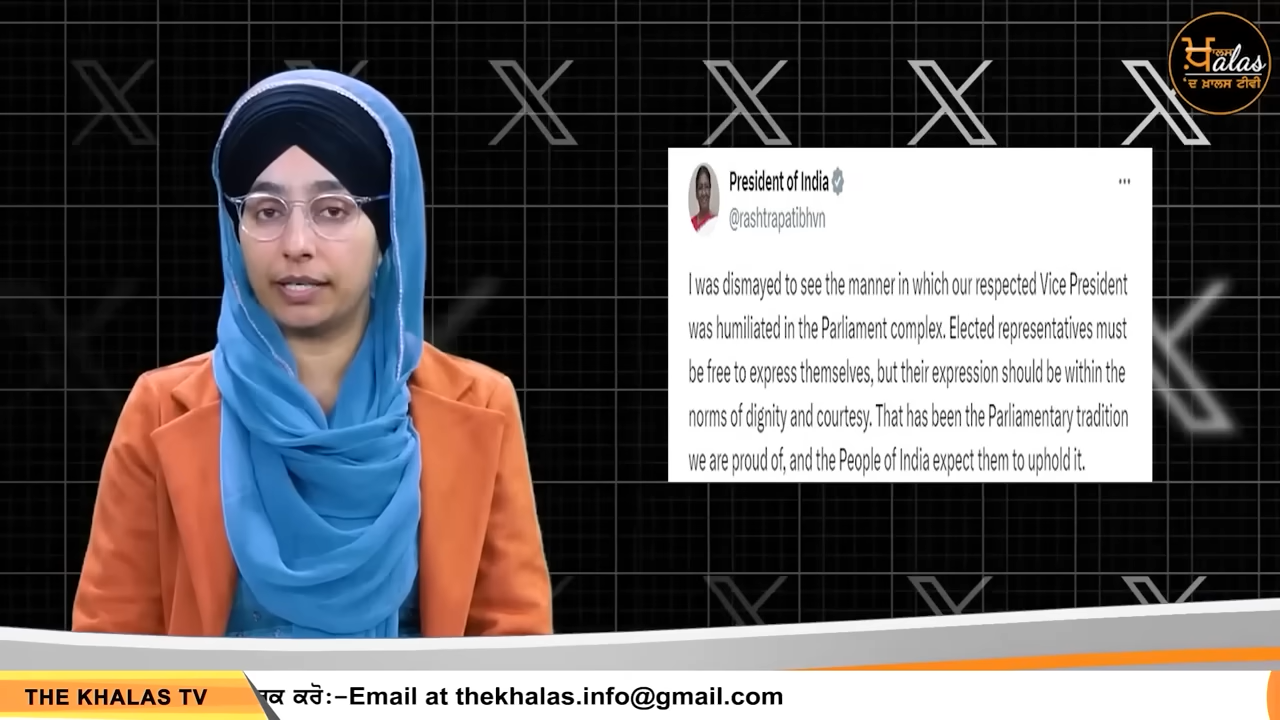 ਖ਼ਾਲਸ
alas
'ਦ ਖ਼ਾਲਸ ਟੀਵੀ
President of India
@rashtrapatibhvn
I was dismayed to see the manner in which our respected Vice President
was humiliated in the Parliament complex. Elected representatives must
be free to express themselves, but their expression should be within the
norms of dignity and courtesy. That has been the Parliamentary tradition
we are proud of, and the People of India expect them to uphold it.
THE KHALAS TV
ਕ ਕਰੋ:-Email at thekhalas.info@gmail.com